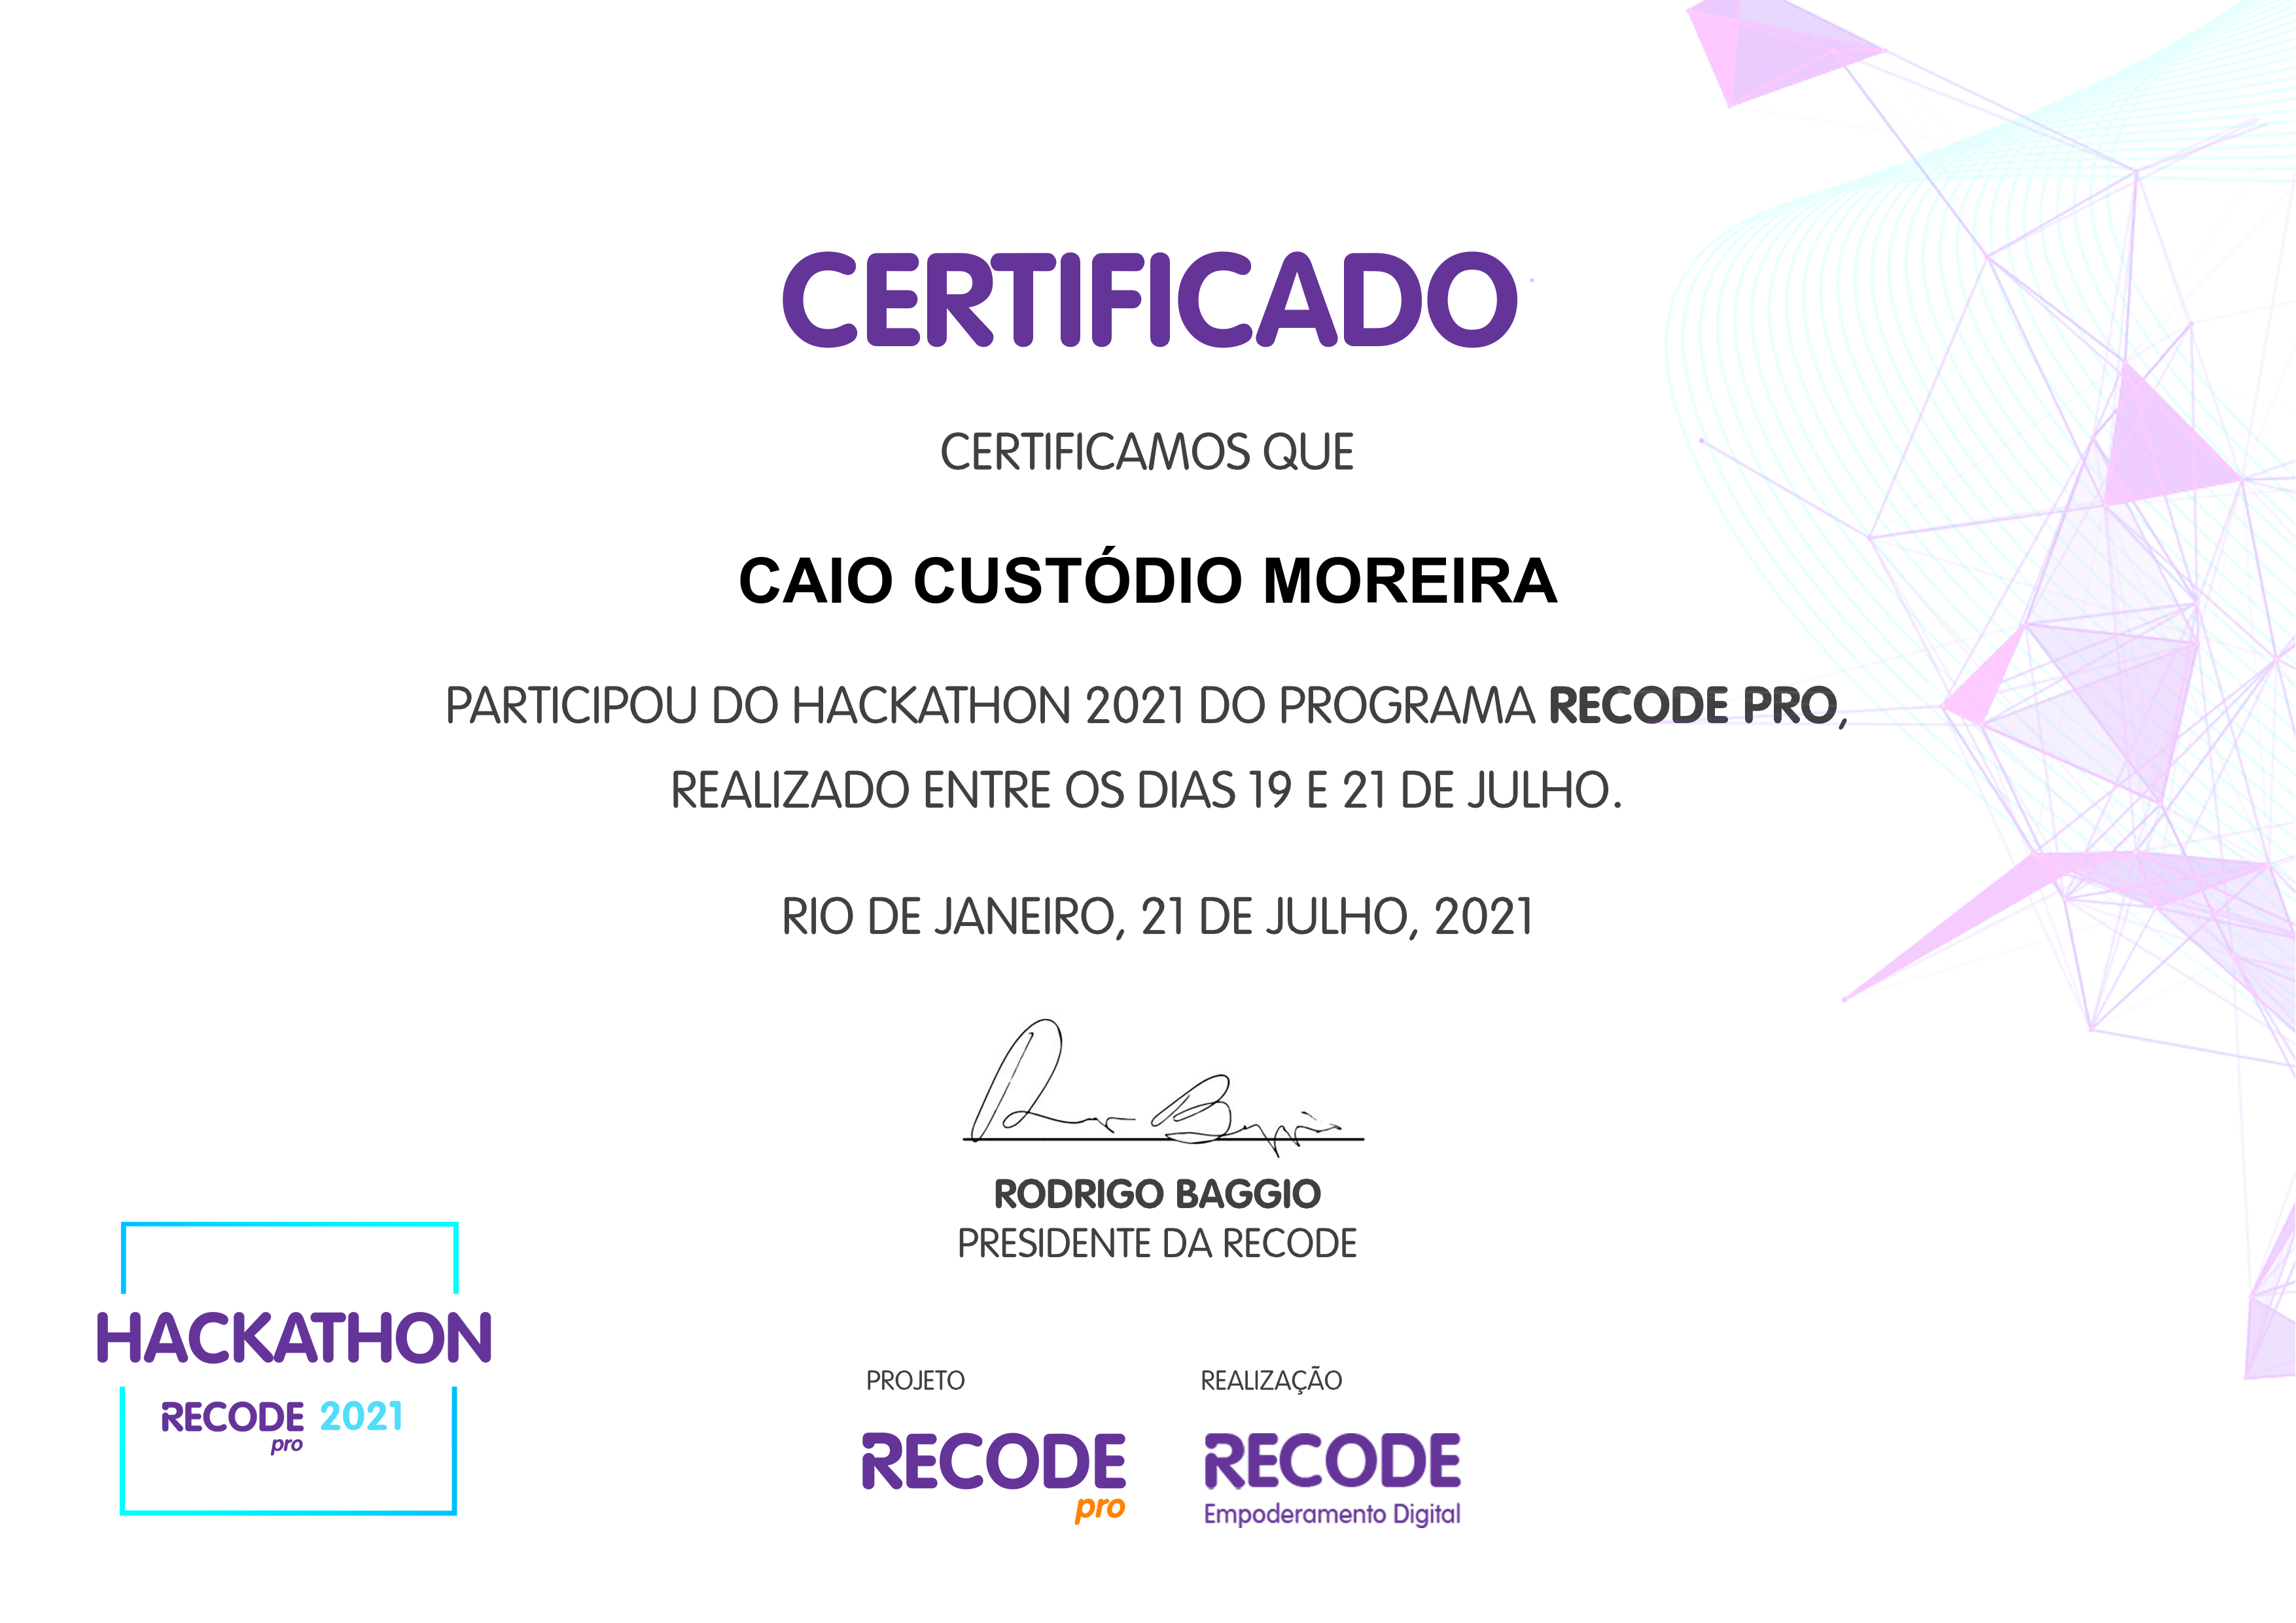 CERTIFICADO
CERTIFICAMOS QUE
CAIO CUSTÓDIO MOREIRA
PARTICIPOU DO HACKATHON 2021 DO PROGRAMA RECODE PRO,
REALIZADO ENTRE OS DIAS 19 E 21 DE JULHO.
RIO DE JANEIRO, 21 DE JULHO, 2021
RODRIGO BAGGIO
PRESIDENTE DA RECODE
HACKATHON
RECODE 2021
pro
PROJETO
RECODE
pro
REALIZAÇÃO
RECODE
Empoderamento Digital